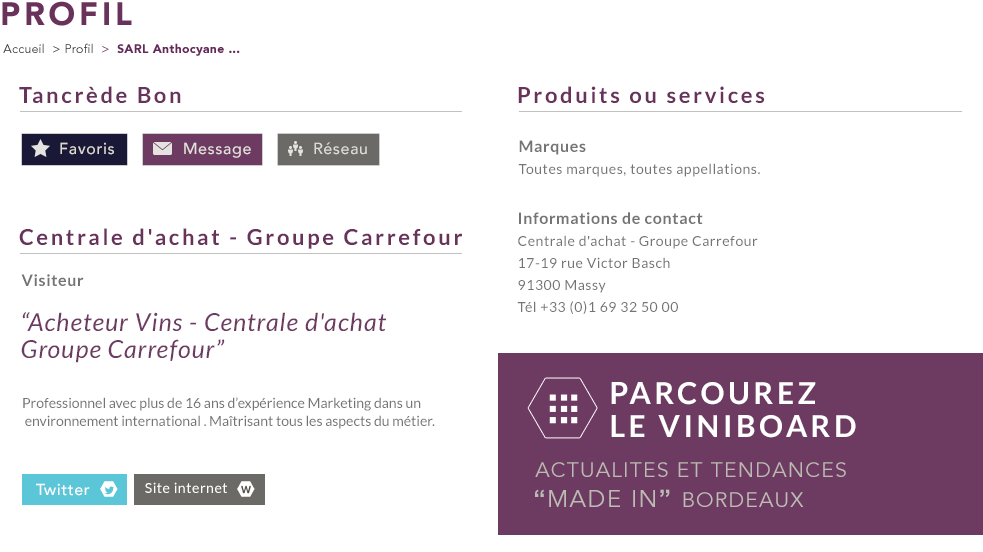 PROFIL
Accueil > Profil > SARL Anthocyane ...
Tancrède Bon
Favoris
Message
Réseau
Centrale d'achat - Groupe Carrefour
Visiteur
“Acheteur Vins - Centrale d'achat
Groupe Carrefour”
Professionnel avec plus de 16 ans d’expérience Marketing dans un
environnement international . Maîtrisant tous les aspects du métier.
Twitter
Site internet W
Produits ou services
Marques
Toutes marques, toutes appellations.
Informations de contact
Centrale d'achat - Groupe Carrefour
17-19 rue Victor Basch
91300 Massy
Tél +33 (0)1 69 32 50 00
PARCOUREZ
LE VINIBOARD
ACTUALITES ET TENDANCES
“MADE IN” BORDEAUX